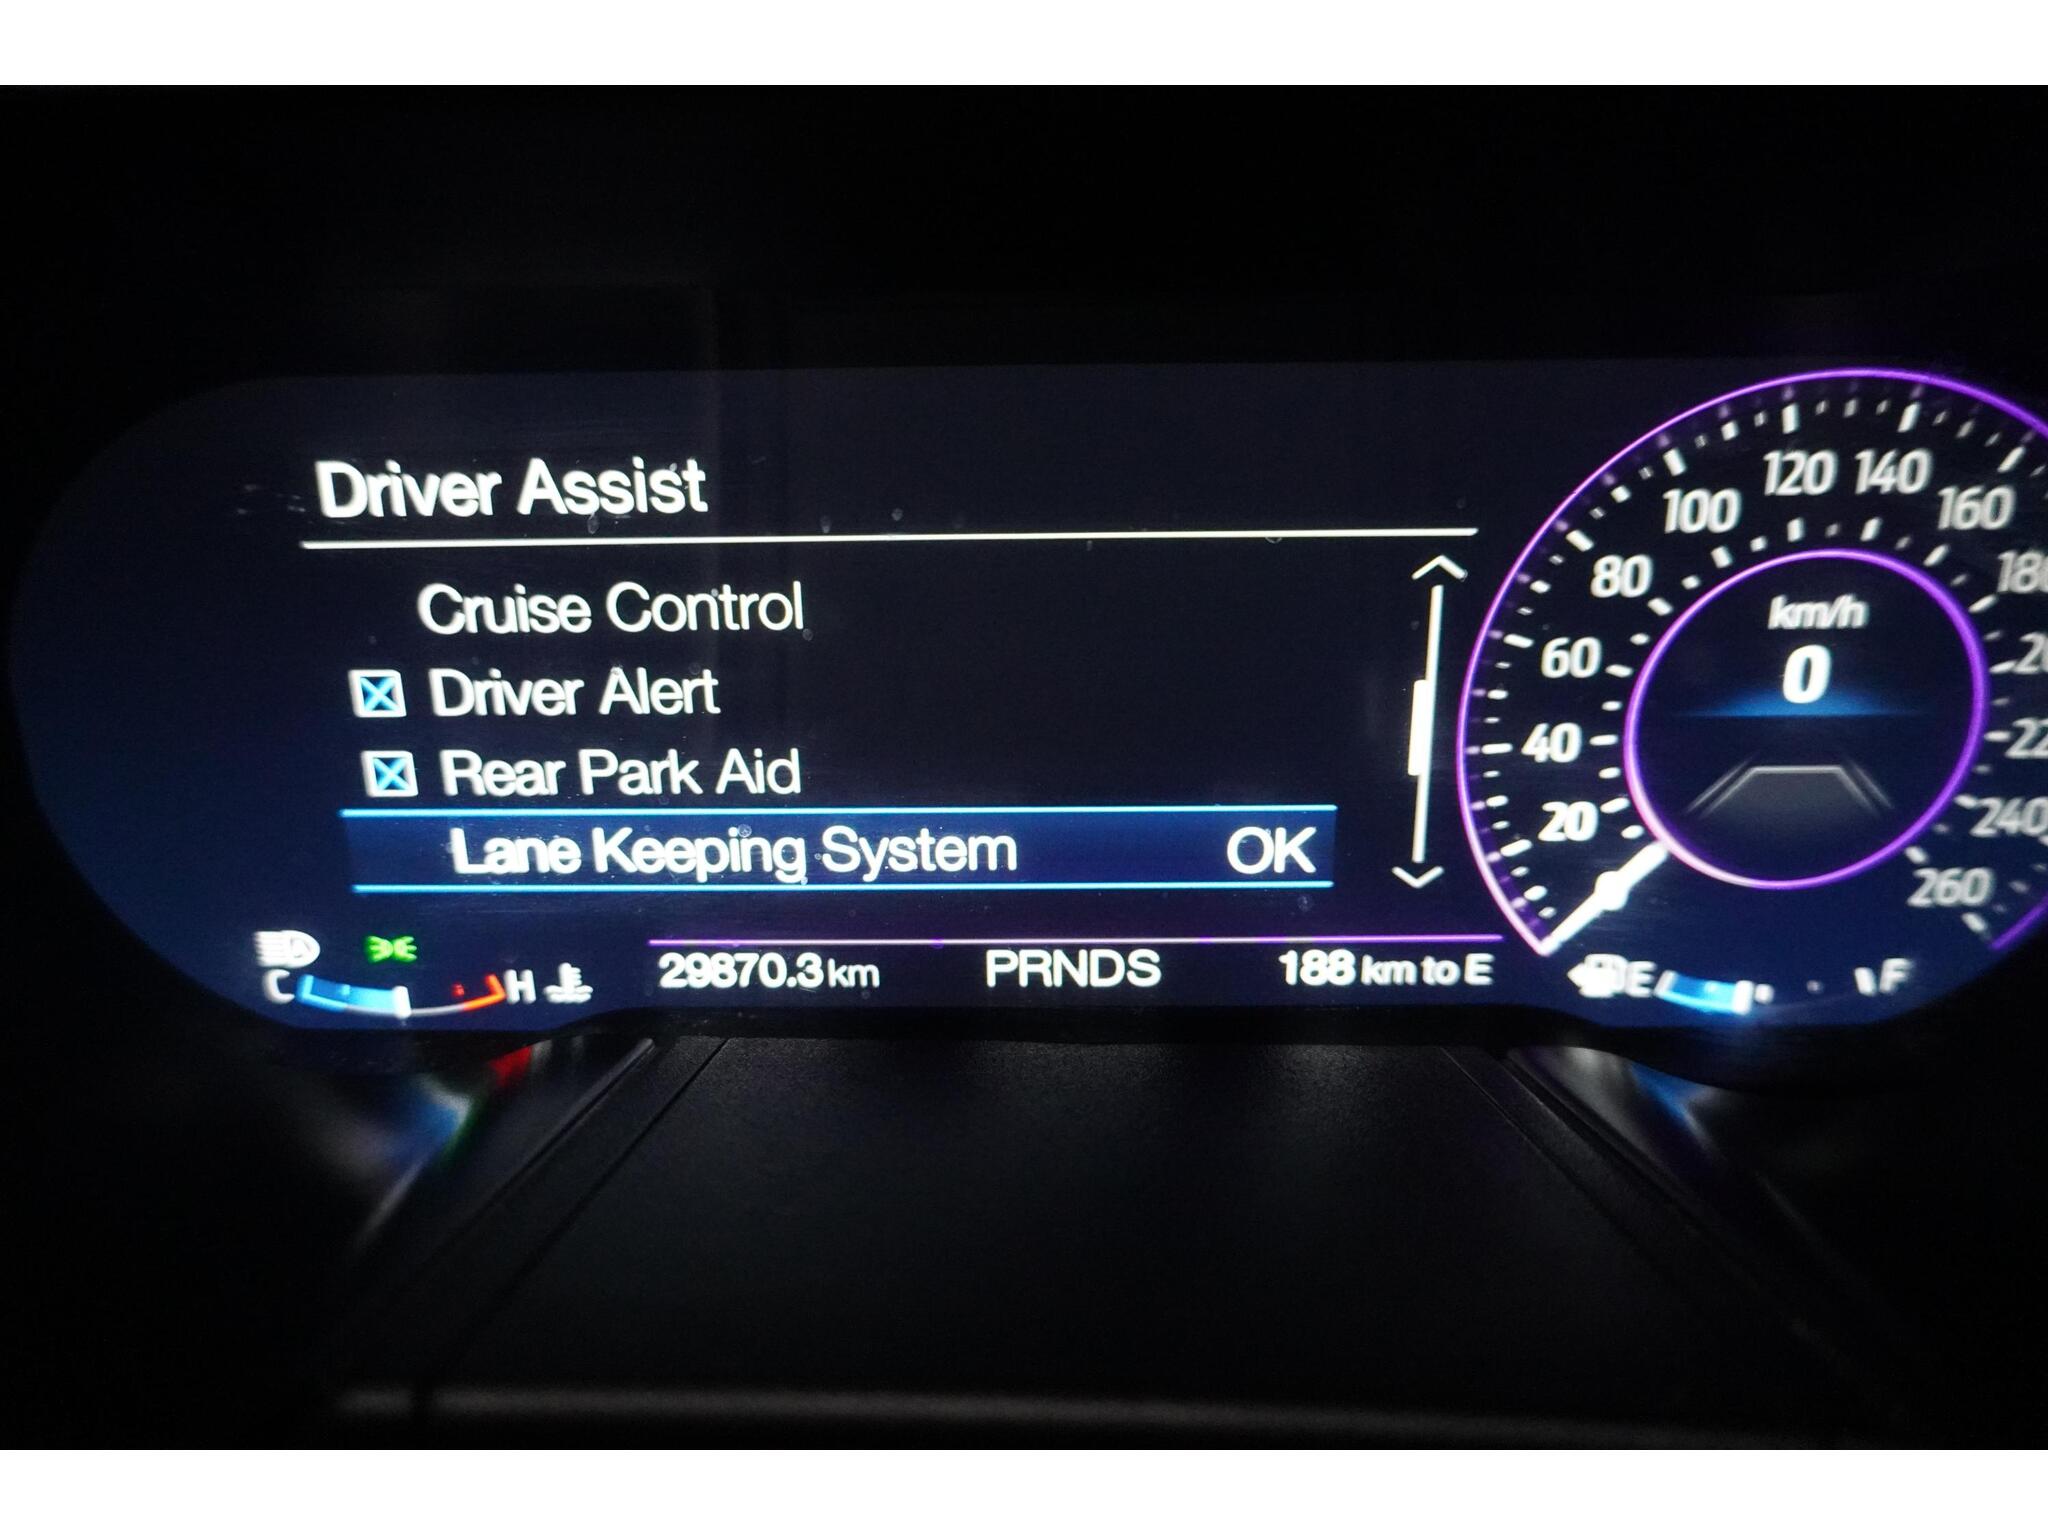 Driver Assist
Cruise Control
Driver Alert
Rear Park Aid
Lane Keeping System OK
29870.3 km PRNDS 188 km to E
C H
E F
20
40
60
80
100
120
140
160
240
260
km/h
0